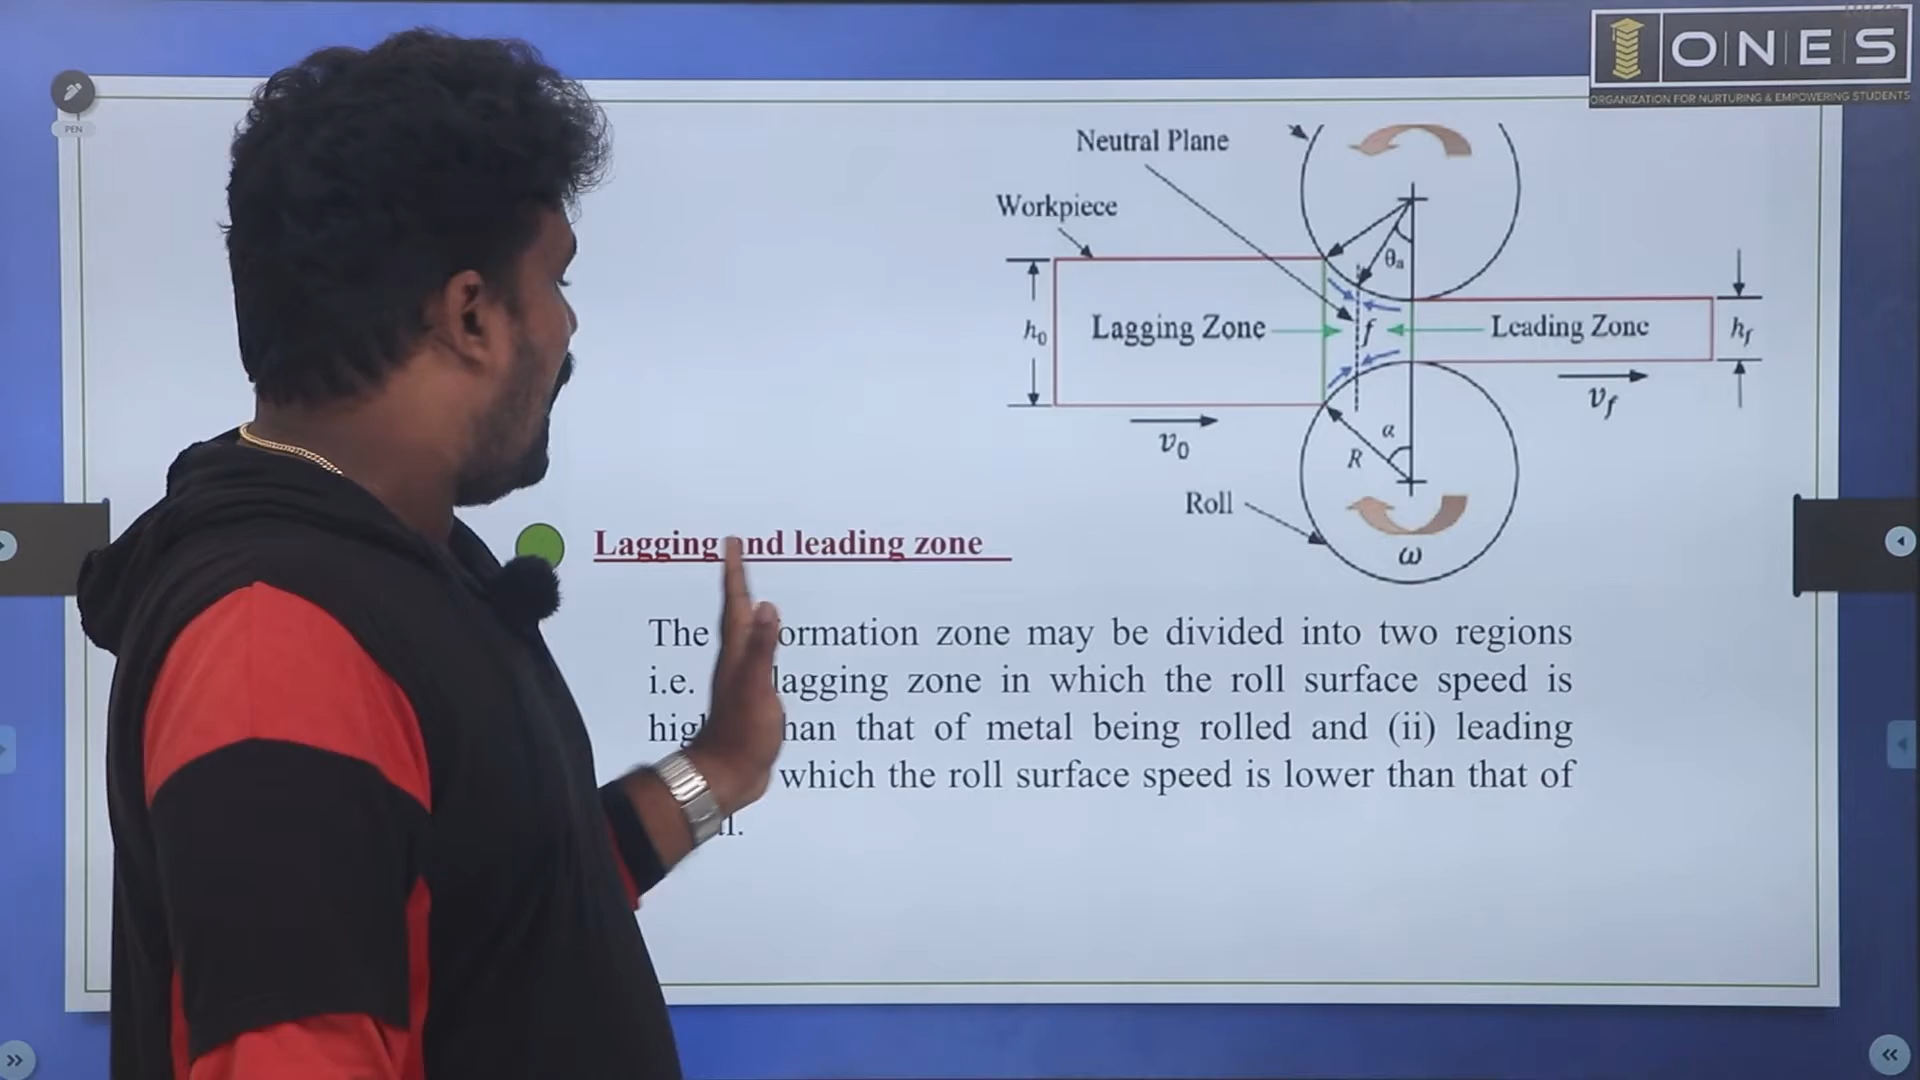 ONES
ORGANIZATION FOR NURTURING & EMPOWERING STUDENTS
PEN
Neutral Plane
Workpiece
θa
h0
Lagging Zone
f
Leading Zone
hf
v0
vf
α
R
Roll
ω
Lagging and leading zone
The ormation zone may be divided into two regions
i.e. lagging zone in which the roll surface speed is
than that of metal being rolled and (ii) leading
which the roll surface speed is lower than that of